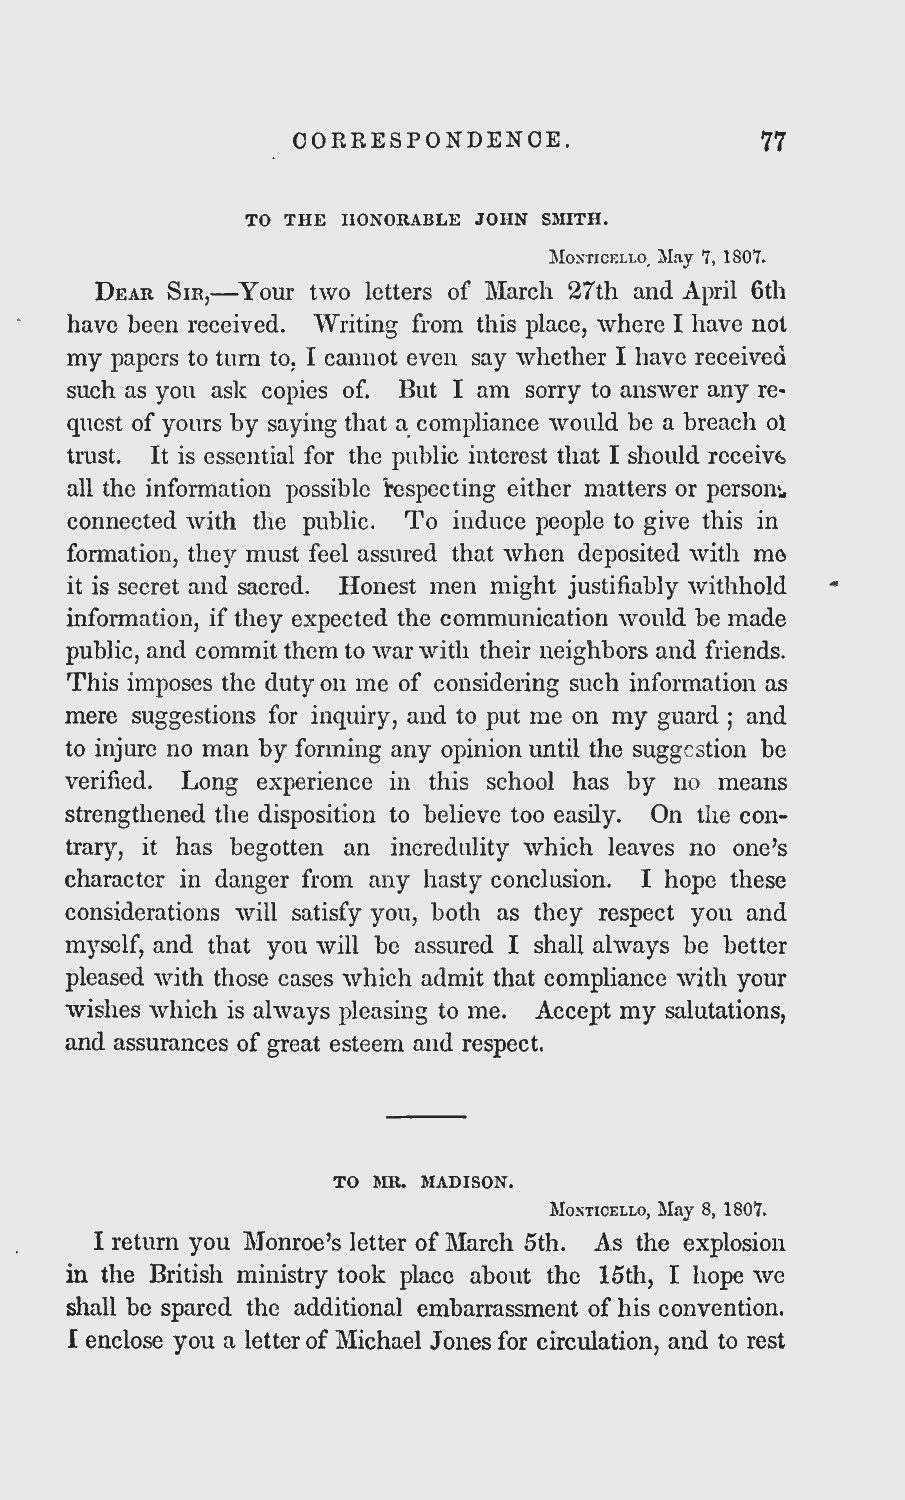 CORRESPONDENCE. 77
TO THE HONORABLE JOHN SMITH.
MONTICELLO, May 7, 1807.
DEAR SIR,—Your two letters of March 27th and April 6th
have been received. Writing from this place, where I have not
my papers to turn to, I cannot even say whether I have received
such as you ask copies of. But I am sorry to answer any re-
quest of yours by saying that a compliance would be a breach of
trust. It is essential for the public interest that I should receive
all the information possible respecting either matters or persons
connected with the public. To induce people to give this in
formation, they must feel assured that when deposited with me
it is secret and sacred. Honest men might justifiably withhold
information, if they expected the communication would be made
public, and commit them to war with their neighbors and friends.
This imposes the duty on me of considering such information as
mere suggestions for inquiry, and to put me on my guard ; and
to injure no man by forming any opinion until the suggestion be
verified. Long experience in this school has by no means
strengthened the disposition to believe too easily. On the con-
trary, it has begotten an incredulity which leaves no one's
character in danger from any hasty conclusion. I hope these
considerations will satisfy you, both as they respect you and
myself, and that you will be assured I shall always be better
pleased with those cases which admit that compliance with your
wishes which is always pleasing to me. Accept my salutations,
and assurances of great esteem and respect.
TO MR. MADISON.
MONTICELLO, May 8, 1807.
I return you Monroe's letter of March 5th. As the explosion
in the British ministry took place about the 15th, I hope we
shall be spared the additional embarrassment of his convention.
I enclose you a letter of Michael Jones for circulation, and to rest